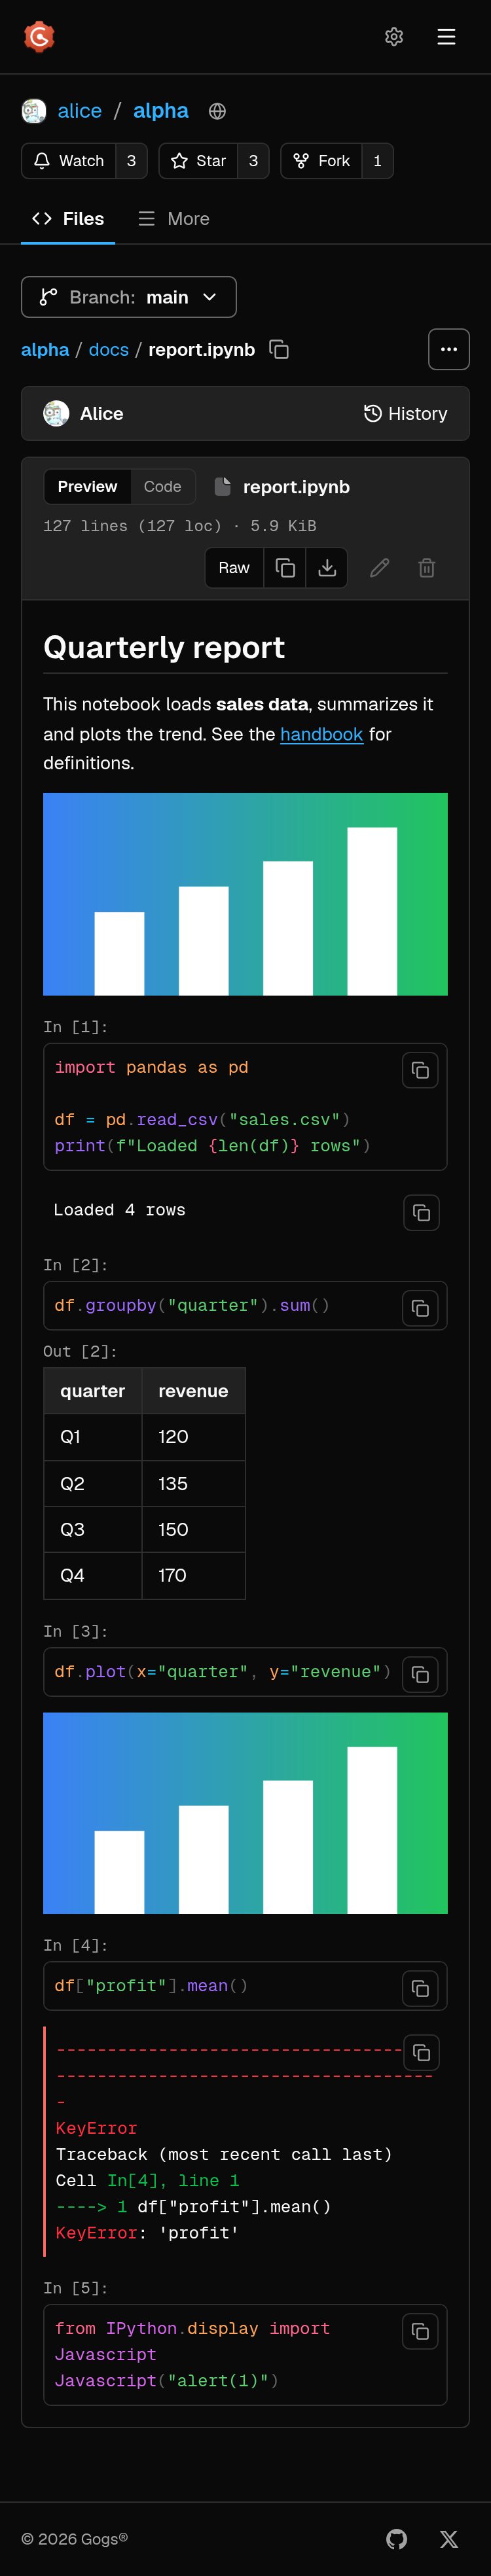 alice / alpha
Watch 3 Star 3 Fork 1
Files More
Branch: main
alpha / docs / report.ipynb
Alice History
Preview Code report.ipynb
127 lines (127 loc) · 5.9 KiB
Raw
Quarterly report
This notebook loads sales data, summarizes it
and plots the trend. See the handbook for
definitions.
In [1]:
import pandas as pd
df = pd.read_csv("sales.csv")
print(f"Loaded {len(df)} rows")
Loaded 4 rows
In [2]:
df.groupby("quarter").sum()
Out [2]:
quarter revenue
Q1 120
Q2 135
Q3 150
Q4 170
In [3]:
df.plot(x="quarter", y="revenue")
In [4]:
df["profit"].mean()
----------------------------------
-------------------------------------
-
KeyError
Traceback (most recent call last)
Cell In[4], line 1
----> 1 df["profit"].mean()
KeyError: 'profit'
In [5]:
from IPython.display import
Javascript
Javascript("alert(1)")
© 2026 Gogs®